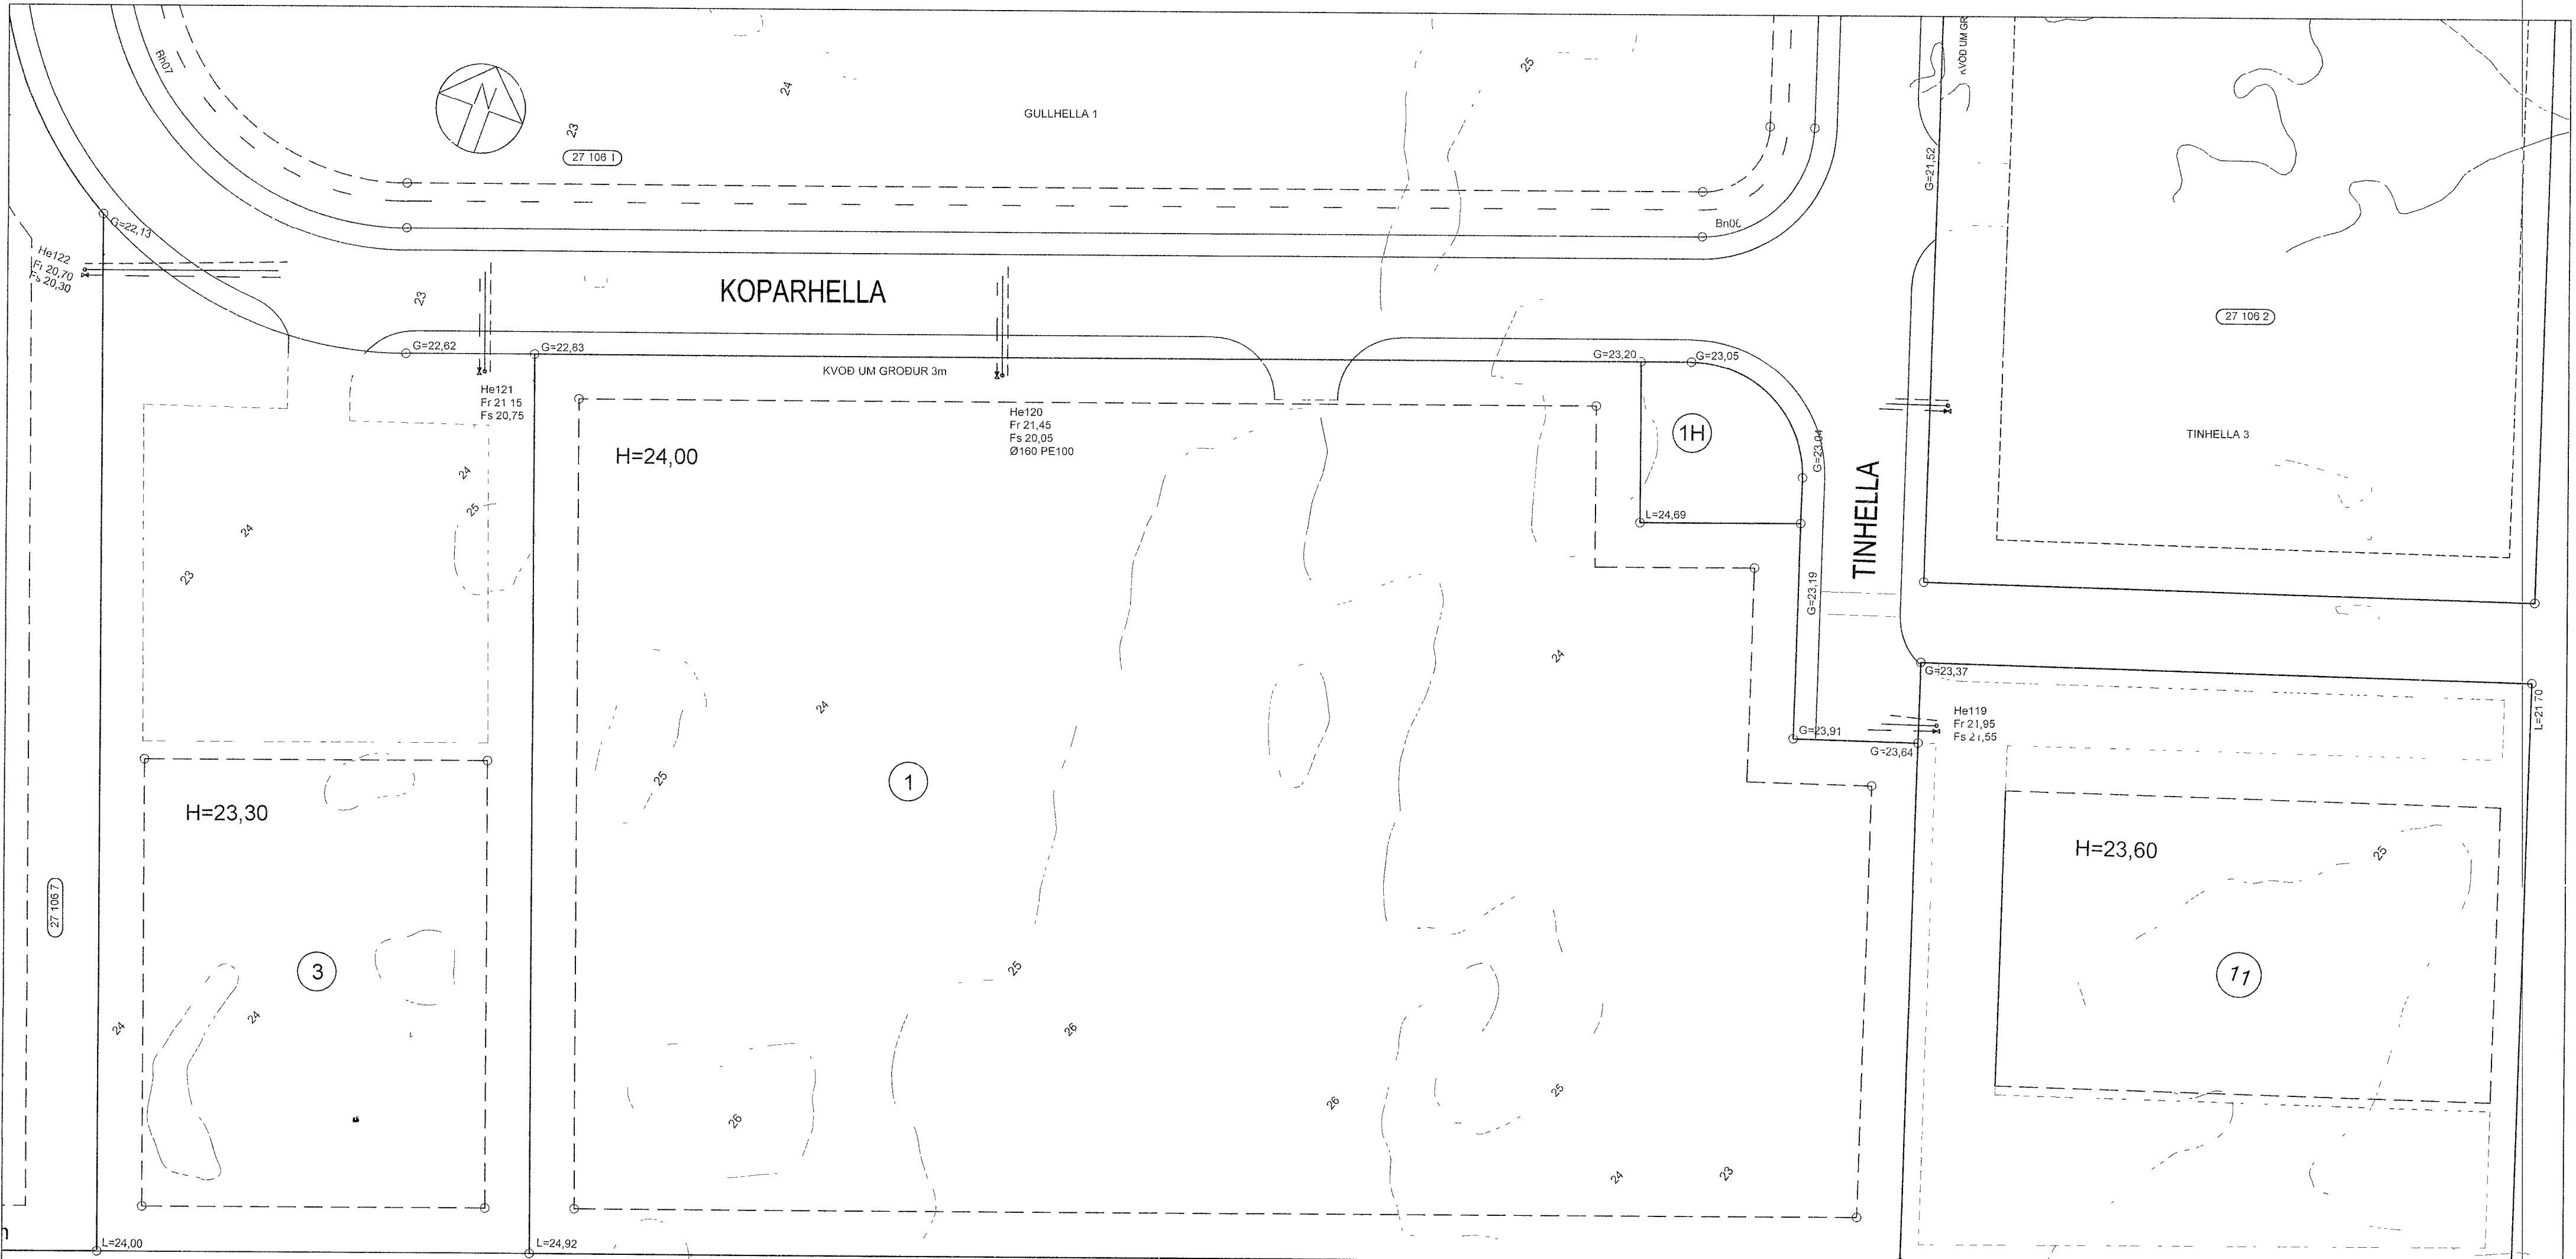 Rh07
N
23
24
25
GULLHELLA 1
27 106 1
KVOÐ UM GR
G=21,52
Bn06
G=22,13
He122
Fr 20,70
Fs 20,30
23
KOPARHELLA
27 106 2
G=22,62
G=22,83
KVOÐ UM GROÐUR 3m
G=23,20
G=23,05
He121
Fr 21 15
Fs 20,75
He120
Fr 21,45
Fs 20,05
Ø160 PE100
1H
G=23,04
TINHELLA 3
H=24,00
24
25
24
23
L=24,69
TINHELLA
G=23,19
24
24
G=23,37
L=21 70
He119
Fr 21,95
Fs 21,55
G=23,91
G=23,64
25
1
H=23,30
H=23,60
25
27 106 7
3
25
11
24
24
26
26
26
25
24
23
L=24,00
L=24,92